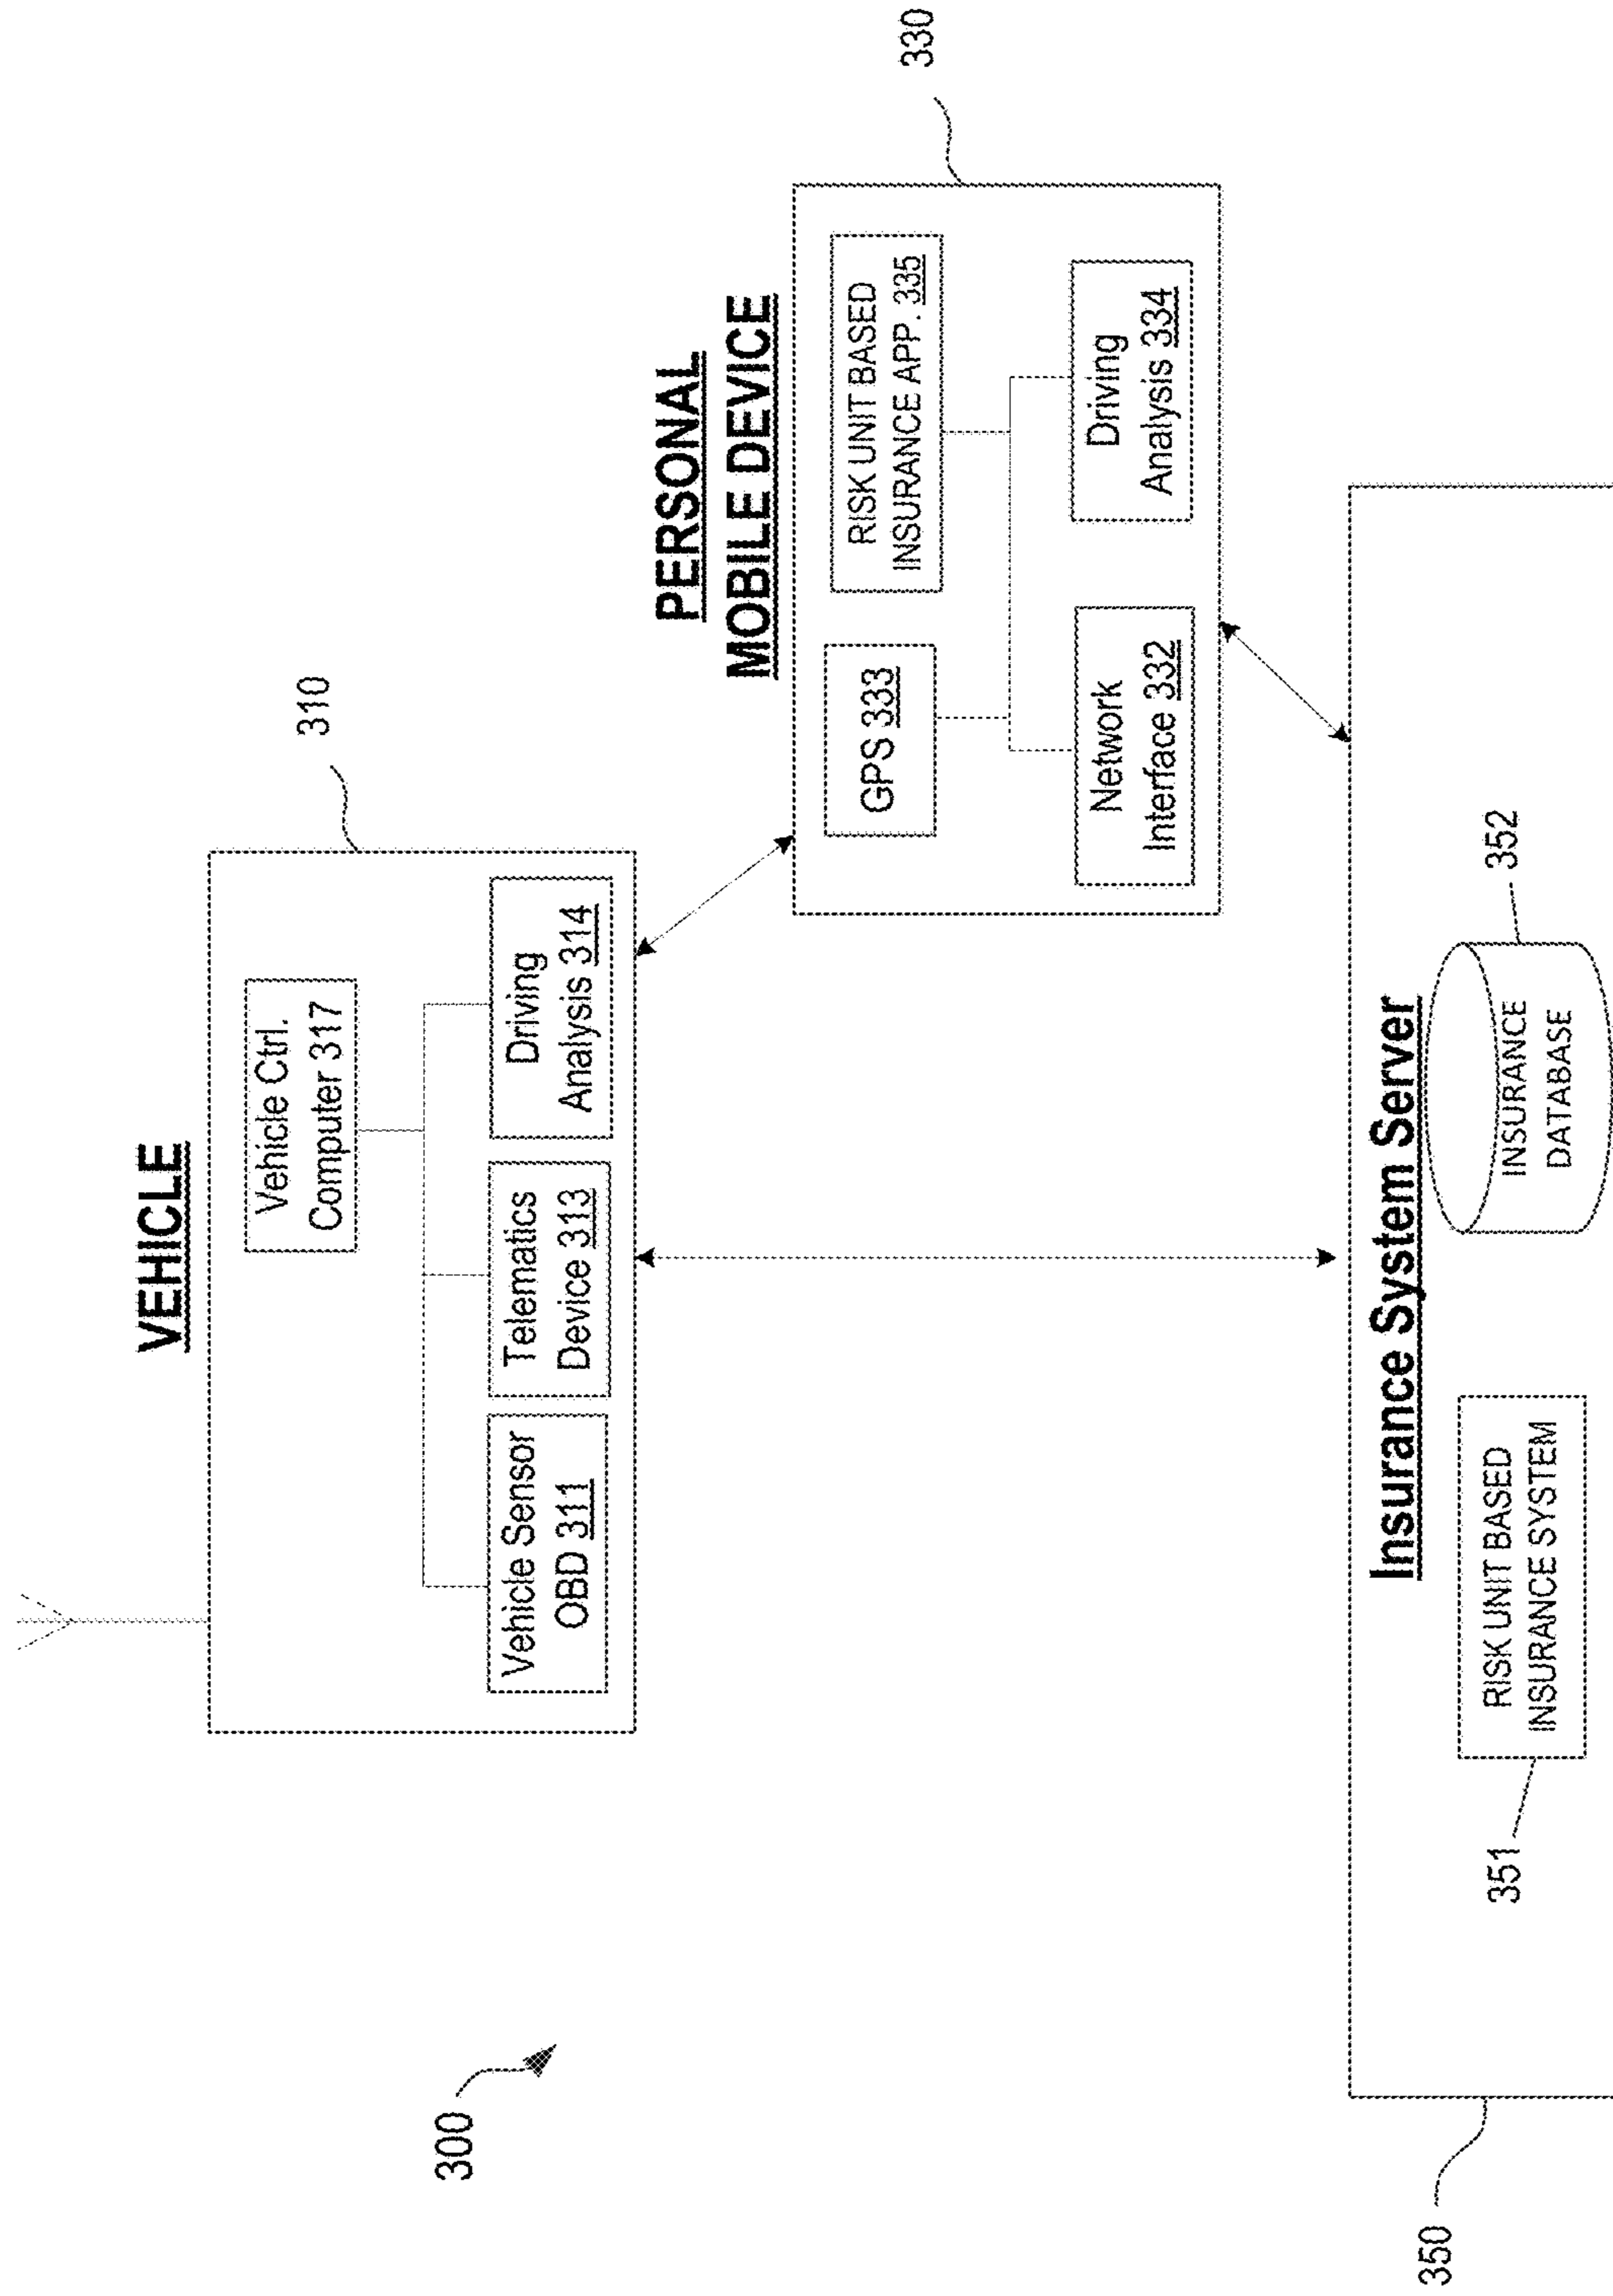 300
VEHICLE
310
Vehicle Ctrl.
Computer 317
Vehicle Sensor
OBD 311
Telematics
Device 313
Driving
Analysis 314
PERSONAL
MOBILE DEVICE
330
GPS 333
RISK UNIT BASED
INSURANCE APP. 335
Network
Interface 332
Driving
Analysis 334
350
Insurance System Server
351
RISK UNIT BASED
INSURANCE SYSTEM
352
INSURANCE
DATABASE